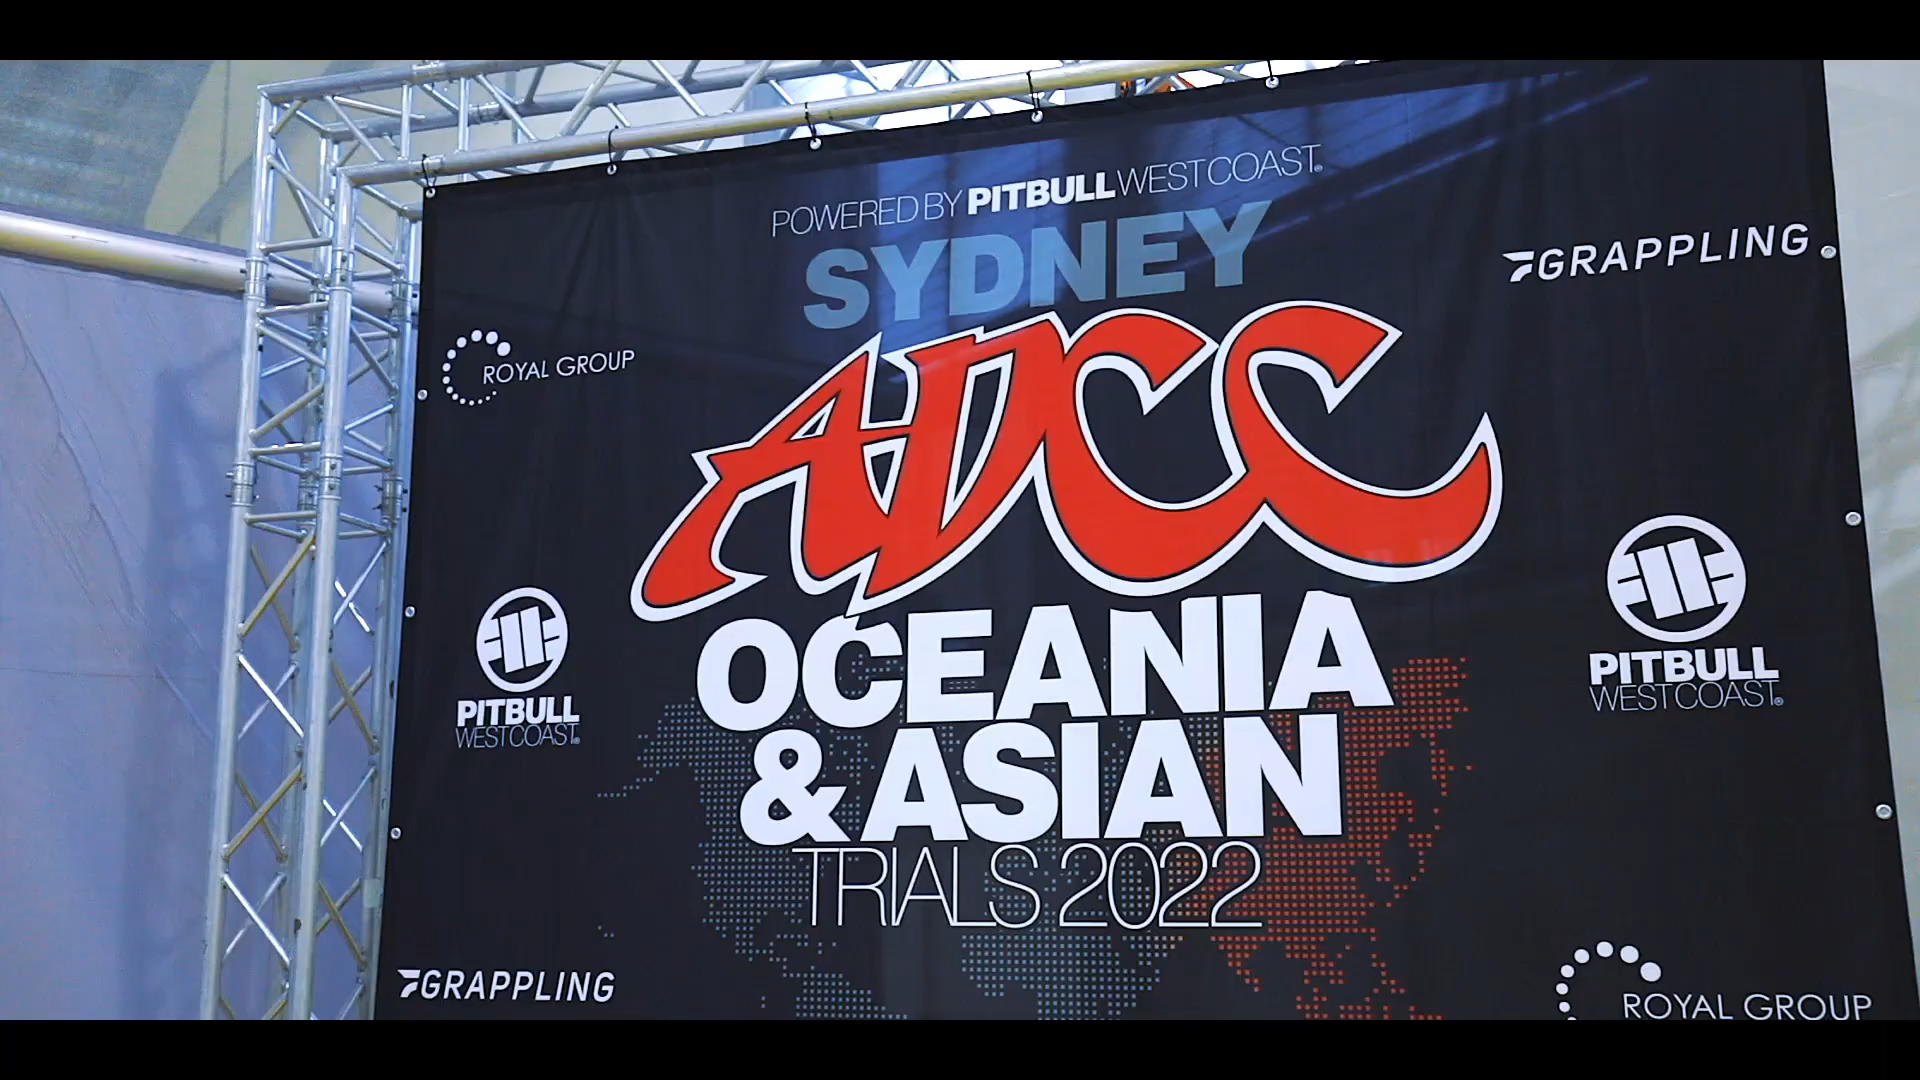 POWERED BY PITBULL WEST COAST®
SYDNEY
GRAPPLING
ADCC
ROYAL GROUP
OCEANIA
& ASIAN
TRIALS 2022
PITBULL
WEST COAST®
PITBULL
WEST COAST®
GRAPPLING
ROYAL GROUP